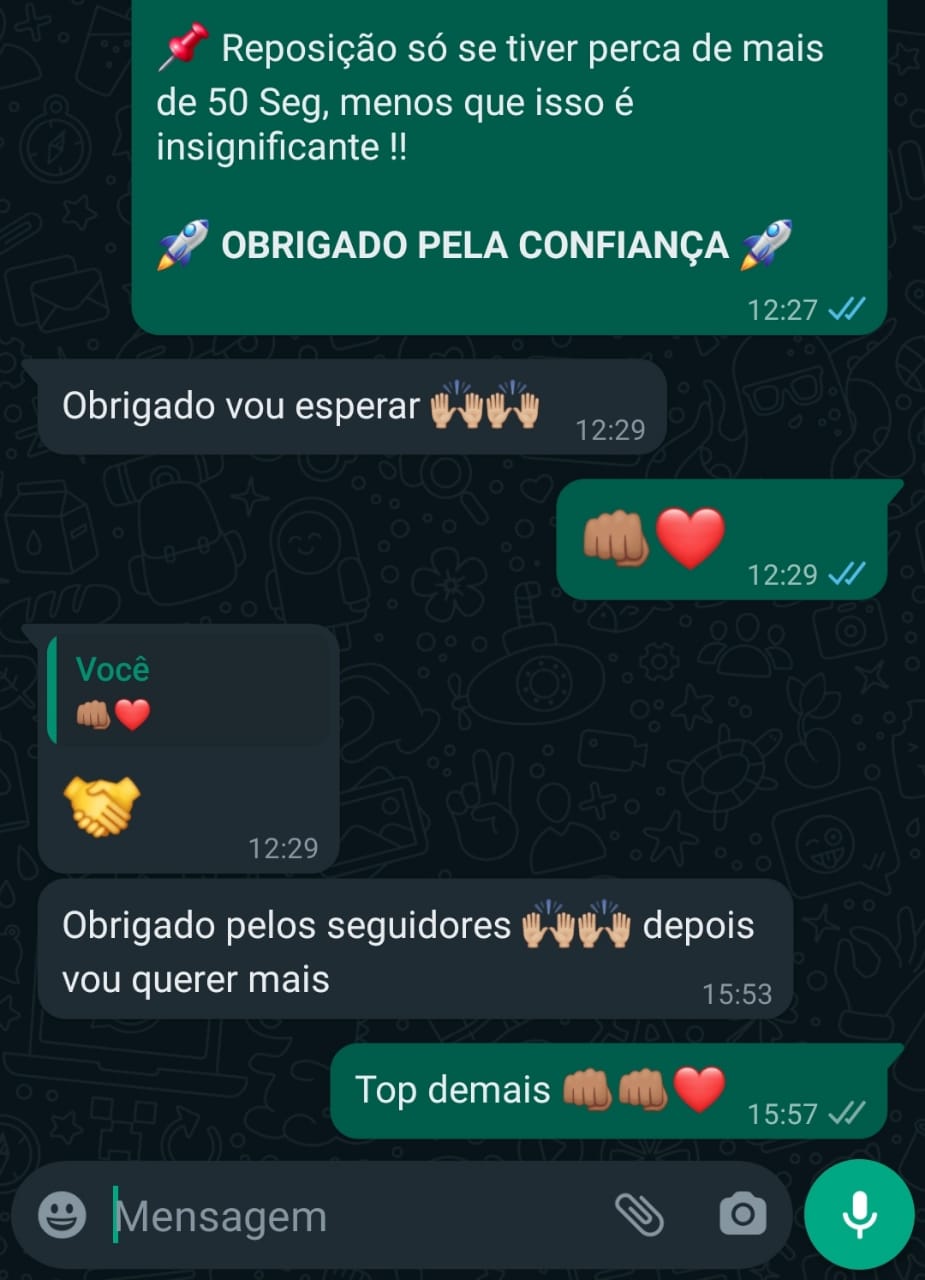 📌 Reposição só se tiver perca de mais
de 50 Seg, menos que isso é
insignificante !!
🚀 OBRIGADO PELA CONFIANÇA 🚀
12:27
Obrigado vou esperar 🙌🏼🙌🏼
12:29
👊🏽❤️
12:29
Você
👊🏽❤️
🤝
12:29
Obrigado pelos seguidores 🙌🏼🙌🏼 depois
vou querer mais
15:53
Top demais 👊🏽👊🏽❤️
15:57
Mensagem